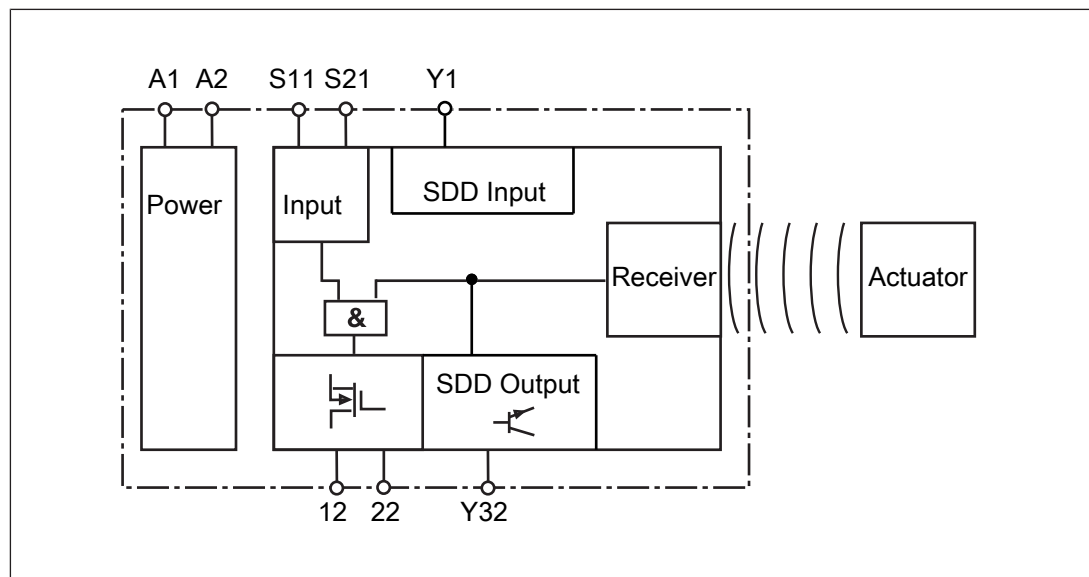 A1 A2 S11 S21 Y1
Power
Input
SDD Input
Receiver
Actuator
&
SDD Output
12 22 Y32